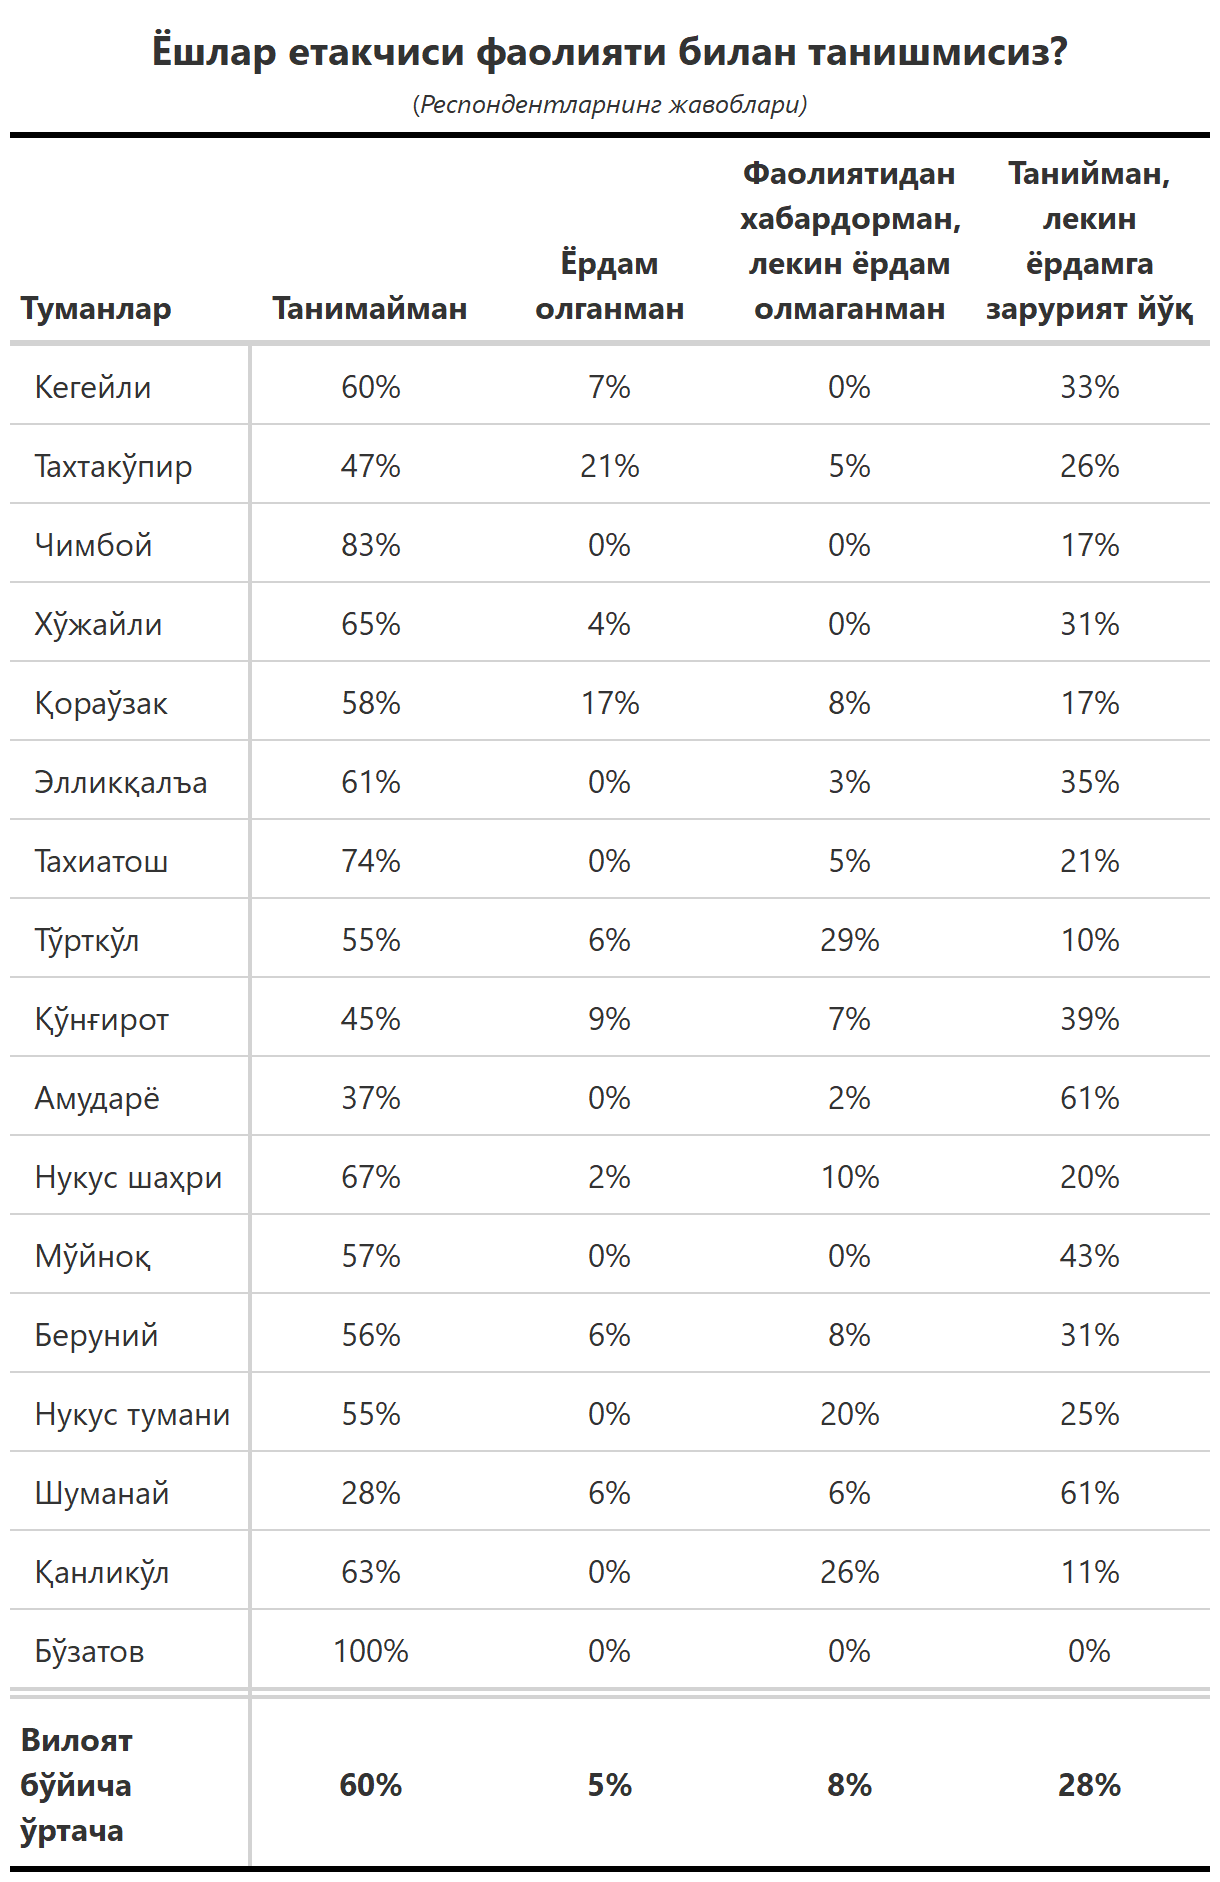 Ёшлар етакчиси фаолияти билан танишмисиз?
(Респондентларнинг жавоблари)
Туманлар Танимайман Ёрдам олганман Фаолиятидан хабардорман, лекин ёрдам олмаганман Танийман, лекин ёрдамга зарурият йўқ
Кегейли 60% 7% 0% 33%
Тахтакўпир 47% 21% 5% 26%
Чимбой 83% 0% 0% 17%
Хўжайли 65% 4% 0% 31%
Қораўзак 58% 17% 8% 17%
Элликқалъа 61% 0% 3% 35%
Тахиатош 74% 0% 5% 21%
Тўрткўл 55% 6% 29% 10%
Қўнғирот 45% 9% 7% 39%
Амударё 37% 0% 2% 61%
Нукус шаҳри 67% 2% 10% 20%
Мўйноқ 57% 0% 0% 43%
Беруний 56% 6% 8% 31%
Нукус тумани 55% 0% 20% 25%
Шуманай 28% 6% 6% 61%
Қанликўл 63% 0% 26% 11%
Бўзатов 100% 0% 0% 0%
Вилоят бўйича ўртача 60% 5% 8% 28%